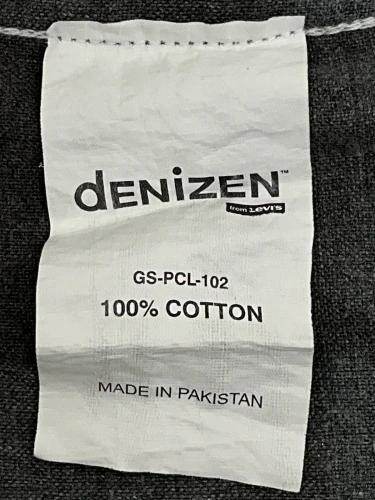 dENiZEN™
from Levi's
GS-PCL-102
100% COTTON
MADE IN PAKISTAN